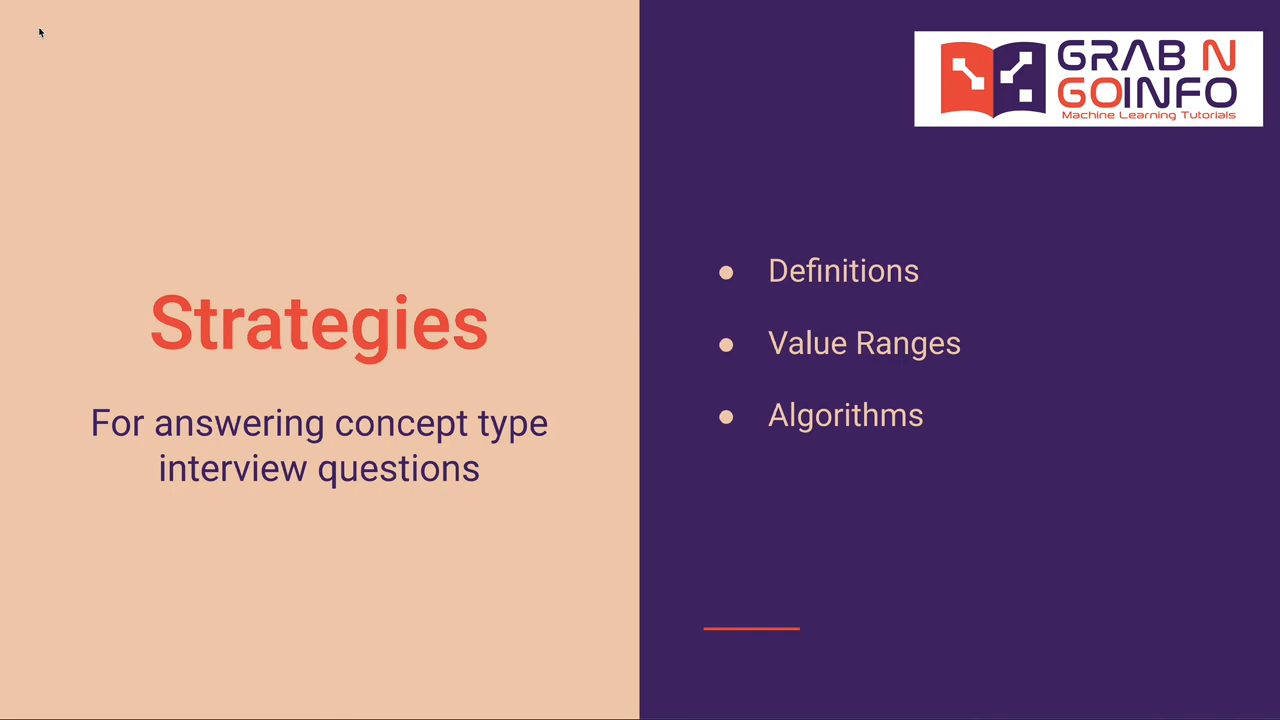 Strategies
For answering concept type
interview questions
GRAB N
GOINFO
Machine Learning Tutorials
● Definitions
● Value Ranges
● Algorithms